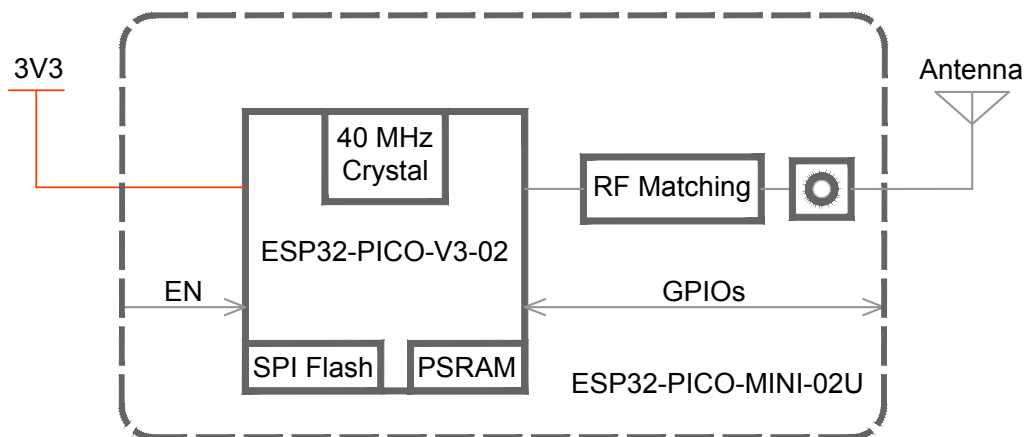 3V3
Antenna
40 MHz
Crystal
RF Matching
ESP32-PICO-V3-02
EN
GPIOs
SPI Flash
PSRAM
ESP32-PICO-MINI-02U